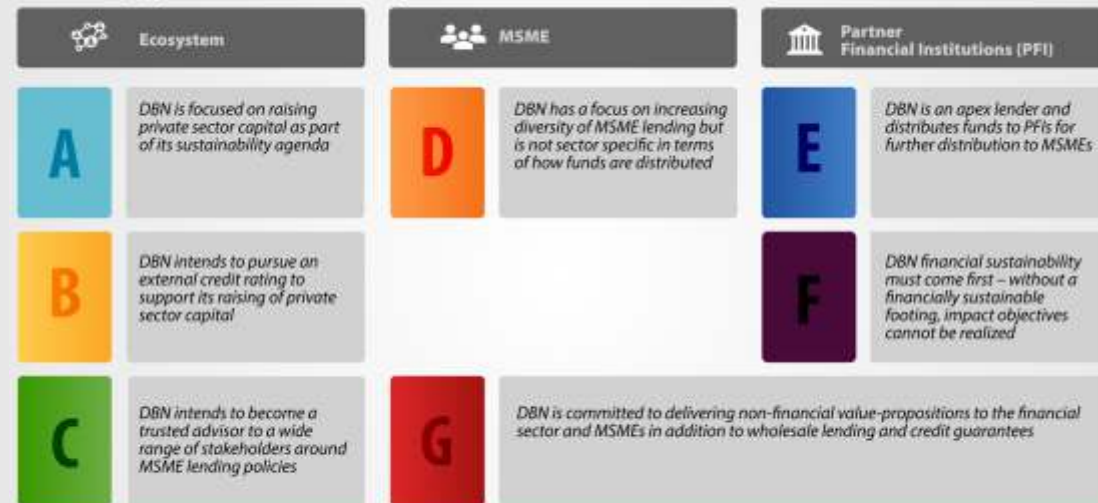 Ecosystem
MSME
Partner
Financial Institutions (PFI)
A
DBN is focused on raising
private sector capital as part
of its sustainability agenda
D
DBN has a focus on increasing
diversity of MSME lending but
is not sector specific in terms
of how funds are distributed
E
DBN is an apex lender and
distributes funds to PFIs for
further distribution to MSMEs
B
DBN intends to pursue an
external credit rating to
support its raising of private
sector capital
F
DBN financial sustainability
must come first – without a
financially sustainable
footing, impact objectives
cannot be realized
C
DBN intends to become a
trusted advisor to a wide
range of stakeholders around
MSME lending policies
G
DBN is committed to delivering non-financial value-propositions to the financial
sector and MSMEs in addition to wholesale lending and credit guarantees